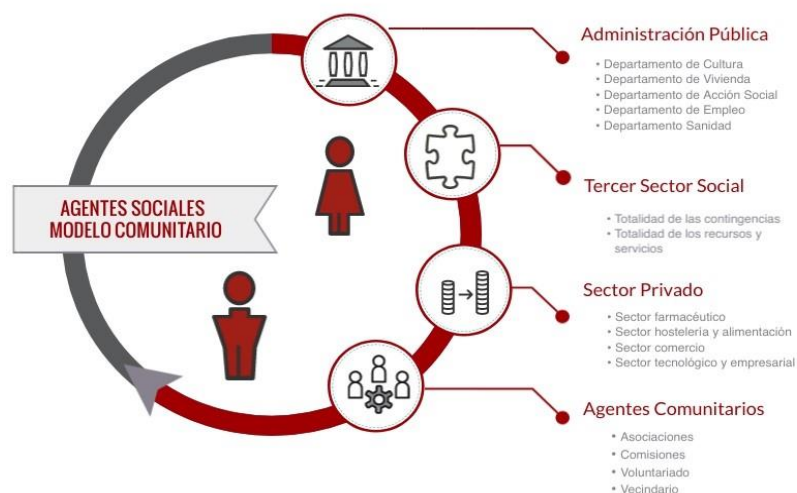 AGENTES SOCIALES
MODELO COMUNITARIO
Administración Pública
• Departamento de Cultura
• Departamento de Vivienda
• Departamento de Acción Social
• Departamento de Empleo
• Departamento Sanidad
Tercer Sector Social
• Totalidad de las contingencias
• Totalidad de los recursos y
servicios
Sector Privado
• Sector farmacéutico
• Sector hostelería y alimentación
• Sector comercio
• Sector tecnológico y empresarial
Agentes Comunitarios
• Asociaciones
• Comisiones
• Voluntariado
• Vecindario